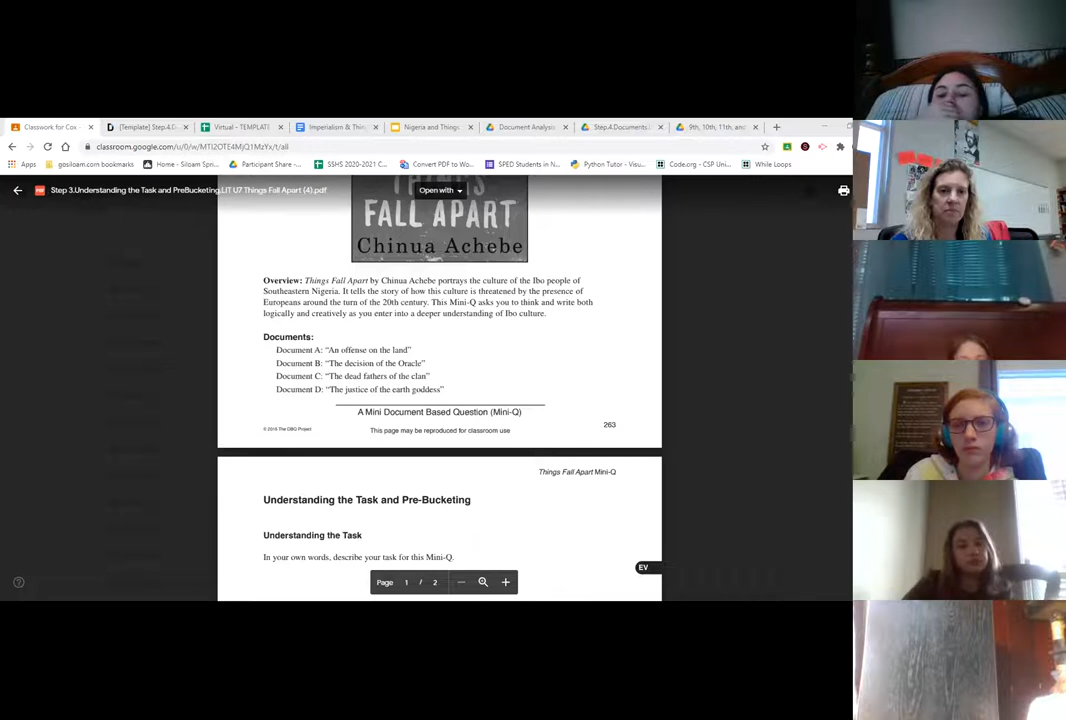 Classwork for Cox -
[Template] Step.4.D
Virtual - TEMPLATE
Imperialism & Thin
Nigeria and Things
Document Analysis
Step.4.Documents.
9th, 10th, 11th, and
classroom.google.com/u/0/w/
/t/all
Apps
gosiloam.com bookmarks
Home - Siloam Spri...
Participant Share -...
SSHS 2020-2021 C...
Convert PDF to Wo...
SPED Students in N...
Python Tutor - Visu...
Code.org - CSP Uni...
While Loops
Step 3.Understanding the Task and PreBucketing.LIT U7 Things Fall Apart (4).pdf
Open with
THINGS
FALL APART
Chinua Achebe
Overview: Things Fall Apart by Chinua Achebe portrays the culture of the Ibo people of
Southeastern Nigeria. It tells the story of how this culture is threatened by the presence of
Europeans around the turn of the 20th century. This Mini-Q asks you to think and write both
logically and creatively as you enter into a deeper understanding of Ibo culture.
Documents:
Document A: “An offense on the land”
Document B: “The decision of the Oracle”
Document C: “The dead fathers of the clan”
Document D: “The justice of the earth goddess”
A Mini Document Based Question (Mini-Q)
© 2016 The DBQ Project
This page may be reproduced for classroom use
263
Things Fall Apart Mini-Q
Understanding the Task and Pre-Bucketing
Understanding the Task
In your own words, describe your task for this Mini-Q.
EV
Page 1 / 2